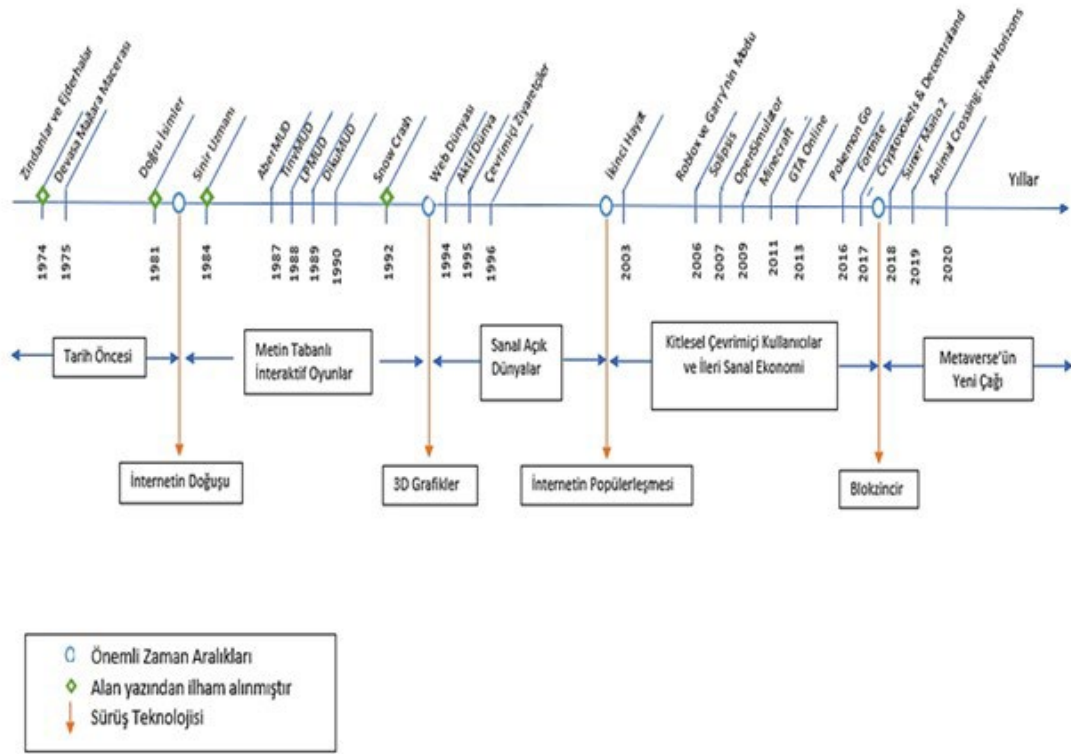 Zindanlar ve Ejderhalar
Devasa Mağara Macerası
Doğru İsimler
Sinir Uzmanı
AberMUD
TinyMUD
LPMUD
DikuMUD
Snow Crash
Web Dünyası
Aktif Dünya
Çevrimiçi Ziyaretçiler
İkinci Hayat
Roblox ve Garry'nin Modu
Solipsis
OpenSimulator
Minecraft
GTA Online
Pokemon Go
Fortnite
Cryptovoxels & Decentraland
Super Mario 2
Animal Crossing: New Horizons
Yıllar
1974
1975
1981
1984
1987
1988
1989
1990
1992
1994
1995
1996
2003
2006
2007
2009
2011
2013
2016
2017
2018
2019
2020
Tarih Öncesi
Metin Tabanlı
İnteraktif Oyunlar
Sanal Açık
Dünyalar
Kitlesel Çevrimiçi Kullanıcılar
ve İleri Sanal Ekonomi
Metaverse'ün
Yeni Çağı
İnternetin Doğuşu
3D Grafikler
İnternetin Popülerleşmesi
Blokzincir
Önemli Zaman Aralıkları
Alan yazından ilham alınmıştır
Sürüş Teknolojisi